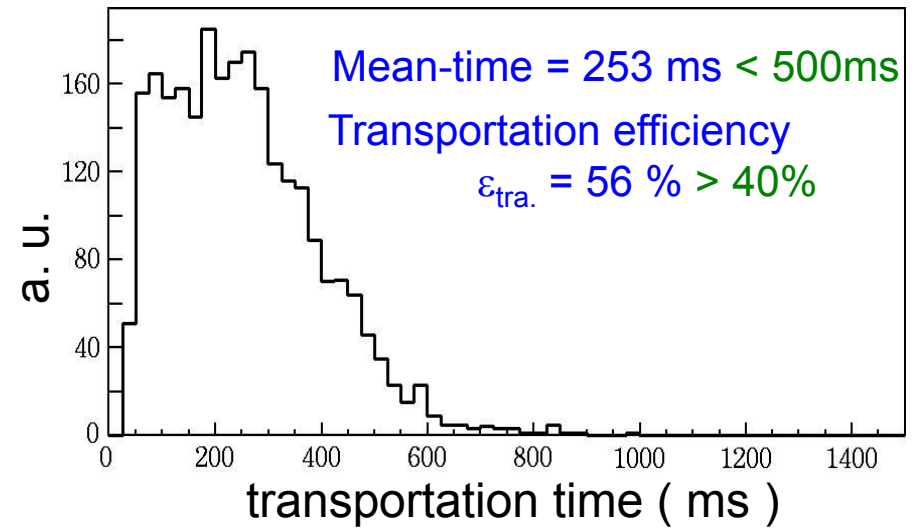 Mean-time = 253 ms < 500ms
Transportation efficiency
εtra. = 56 % > 40%
a. u.
160
120
80
40
0
0 200 400 600 800 1000 1200 1400
transportation time ( ms )